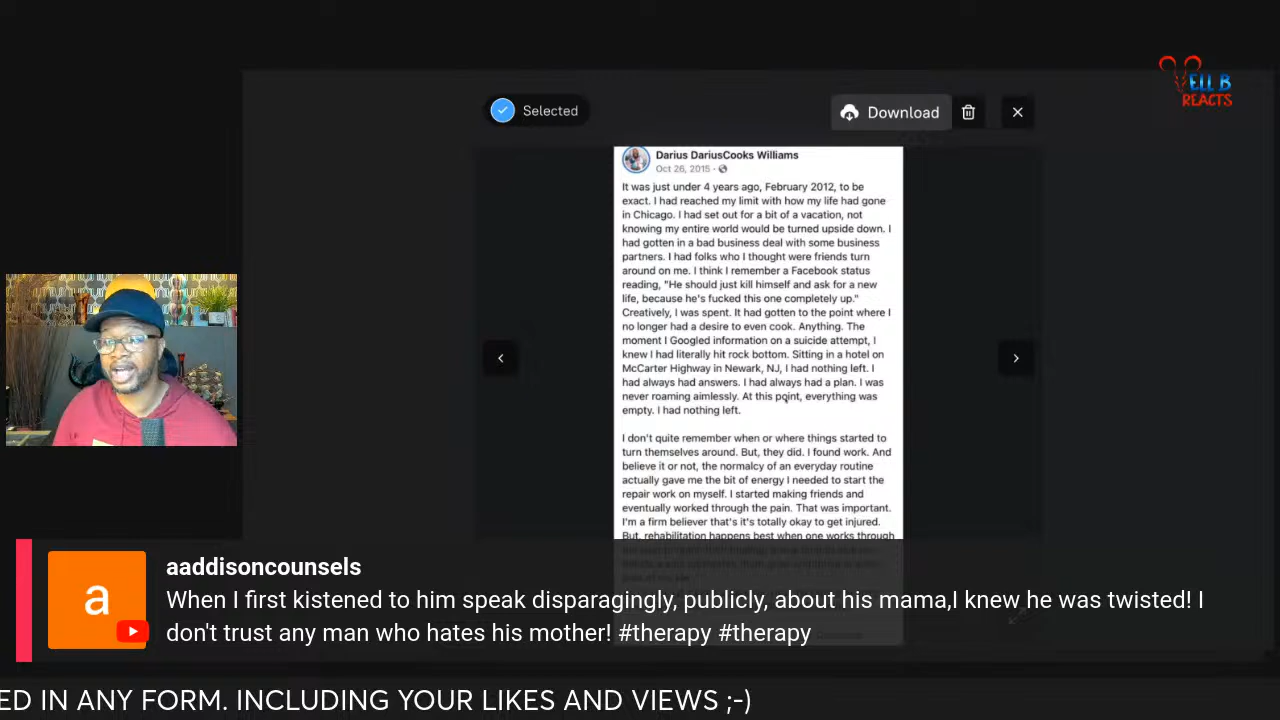 VELL B
REACTS
Selected
Download
Darius DariusCooks Williams
Oct 26, 2015 ·
It was just under 4 years ago, February 2012, to be
exact. I had reached my limit with how my life had gone
in Chicago. I had set out for a bit of a vacation, not
knowing my entire world would be turned upside down. I
had gotten in a bad business deal with some business
partners. I had folks who I thought were friends turn
around on me. I think I remember a Facebook status
reading, "He should just kill himself and ask for a new
life, because he's fucked this one completely up."
Creatively, I was spent. It had gotten to the point where I
no longer had a desire to even cook. Anything. The
moment I Googled information on a suicide attempt, I
knew I had literally hit rock bottom. Sitting in a hotel on
McCarter Highway in Newark, NJ, I had nothing left. I
had always had answers. I had always had a plan. I was
never roaming aimlessly. At this point, everything was
empty. I had nothing left.
I don't quite remember when or where things started to
turn themselves around. But, they did. I found work. And
believe it or not, the normalcy of an everyday routine
actually gave me the bit of energy I needed to start the
repair work on myself. I started making friends and
eventually worked through the pain. That was important.
I'm a firm believer that's it's totally okay to get injured.
But, rehabilitation happens best when one works through
a
aaddisoncounsels
When I first kistened to him speak disparagingly, publicly, about his mama,I knew he was twisted! I
don't trust any man who hates his mother! #therapy #therapy
ED IN ANY FORM. INCLUDING YOUR LIKES AND VIEWS ;-)